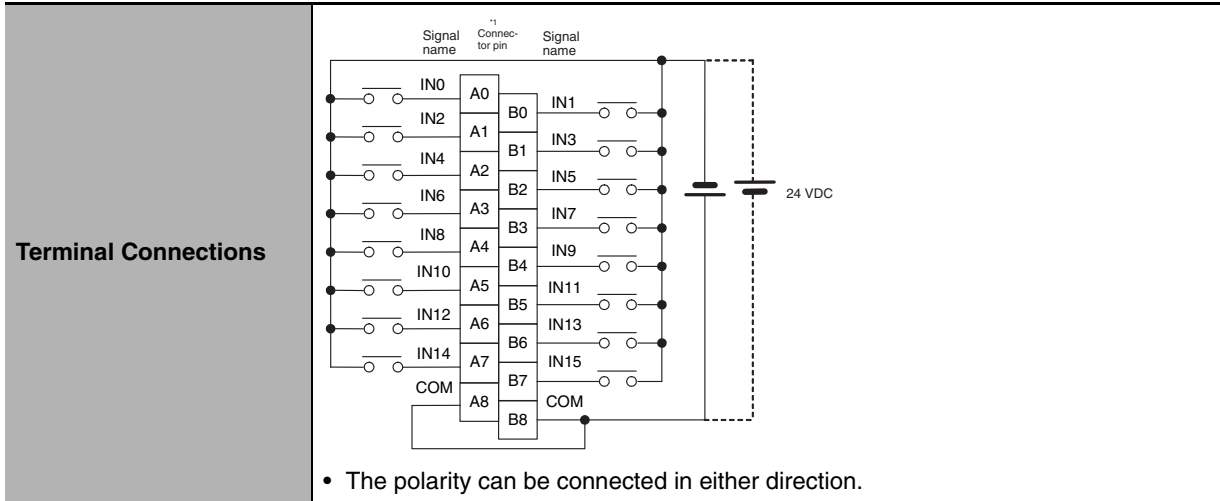 Terminal Connections
Signal name
*1
Connec-
tor pin
Signal name
IN0 A0
B0 IN1
IN2 A1
B1 IN3
IN4 A2
B2 IN5
IN6 A3
B3 IN7
IN8 A4
B4 IN9
IN10 A5
B5 IN11
IN12 A6
B6 IN13
IN14 A7
B7 IN15
COM A8
B8 COM
24 VDC
• The polarity can be connected in either direction.